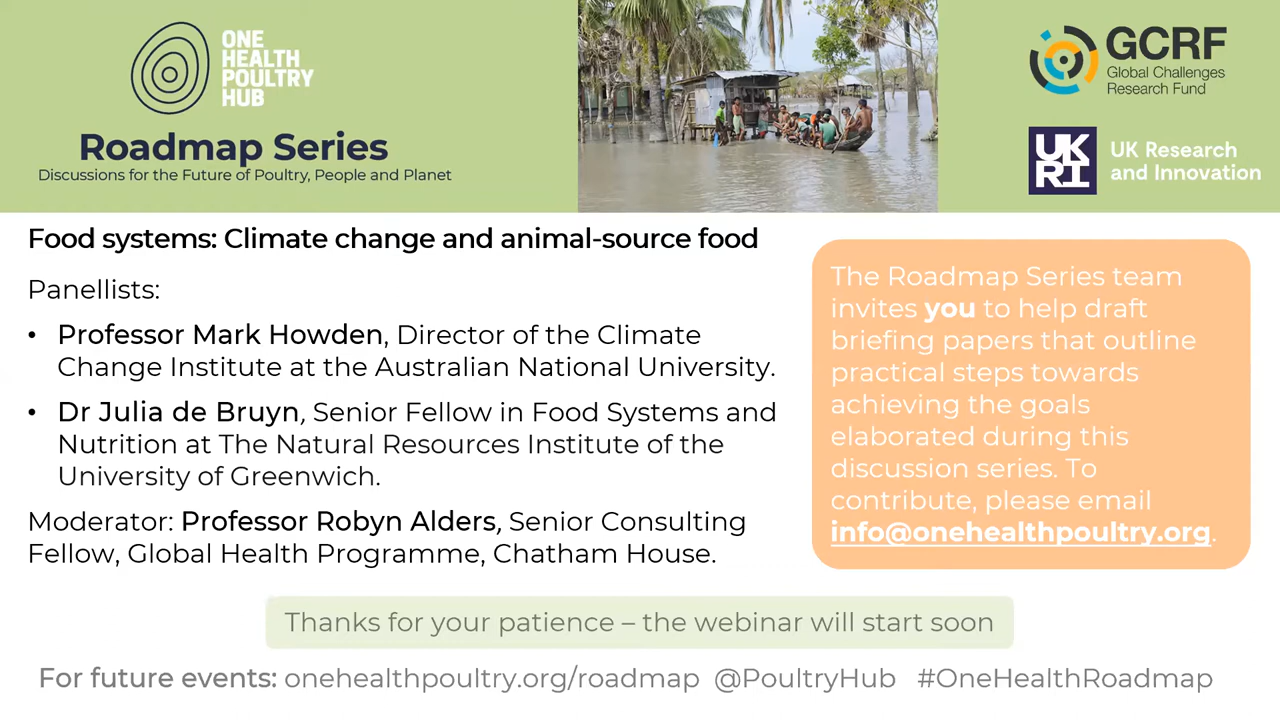 ONE
HEALTH
POULTRY
HUB
Roadmap Series
Discussions for the Future of Poultry, People and Planet
GCRF
Global Challenges
Research Fund
UK
RI
UK Research
and Innovation
Food systems: Climate change and animal-source food
Panellists:
• Professor Mark Howden, Director of the Climate
Change Institute at the Australian National University.
• Dr Julia de Bruyn, Senior Fellow in Food Systems and
Nutrition at The Natural Resources Institute of the
University of Greenwich.
Moderator: Professor Robyn Alders, Senior Consulting
Fellow, Global Health Programme, Chatham House.
The Roadmap Series team
invites you to help draft
briefing papers that outline
practical steps towards
achieving the goals
elaborated during this
discussion series. To
contribute, please email
info@onehealthpoultry.org.
Thanks for your patience – the webinar will start soon
For future events: onehealthpoultry.org/roadmap @PoultryHub #OneHealthRoadmap